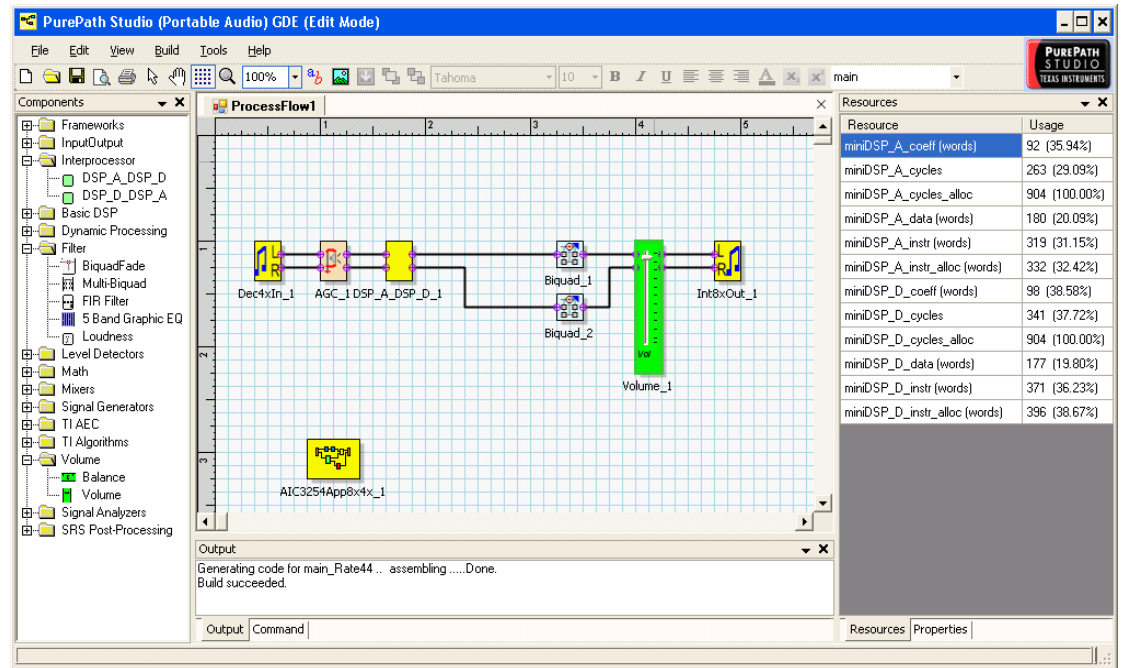 PurePath Studio (Portable Audio) GDE (Edit Mode)
File Edit View Build Tools Help
PUREPATH
STUDIO
TEXAS INSTRUMENTS
100% Tahoma 10 B I U main
Components
Frameworks
InputOutput
Interprocessor
DSP_A_DSP_D
DSP_D_DSP_A
Basic DSP
Dynamic Processing
Filter
BiquadFade
Multi-Biquad
FIR Filter
5 Band Graphic EQ
Loudness
Level Detectors
Math
Mixers
Signal Generators
TI AEC
TI Algorithms
Volume
Balance
Volume
Signal Analyzers
SRS Post-Processing
ProcessFlow1
1 2 3 4 5
1
2
3
L
R
Dec4xIn_1
AGC_1
DSP_A_DSP_D_1
Biquad_1
Biquad_2
Vol
Volume_1
L
R
Int8xOut_1
AIC3254App8x4x_1
Output
Generating code for main_Rate44 .. assembling .....Done.
Build succeeded.
Output Command
Resources
Resource Usage
miniDSP_A_coeff (words) 92 (35.94%)
miniDSP_A_cycles 263 (29.09%)
miniDSP_A_cycles_alloc 904 (100.00%)
miniDSP_A_data (words) 180 (20.09%)
miniDSP_A_instr (words) 319 (31.15%)
miniDSP_A_instr_alloc (words) 332 (32.42%)
miniDSP_D_coeff (words) 98 (38.58%)
miniDSP_D_cycles 341 (37.72%)
miniDSP_D_cycles_alloc 904 (100.00%)
miniDSP_D_data (words) 177 (19.80%)
miniDSP_D_instr (words) 371 (36.23%)
miniDSP_D_instr_alloc (words) 396 (38.67%)
Resources Properties